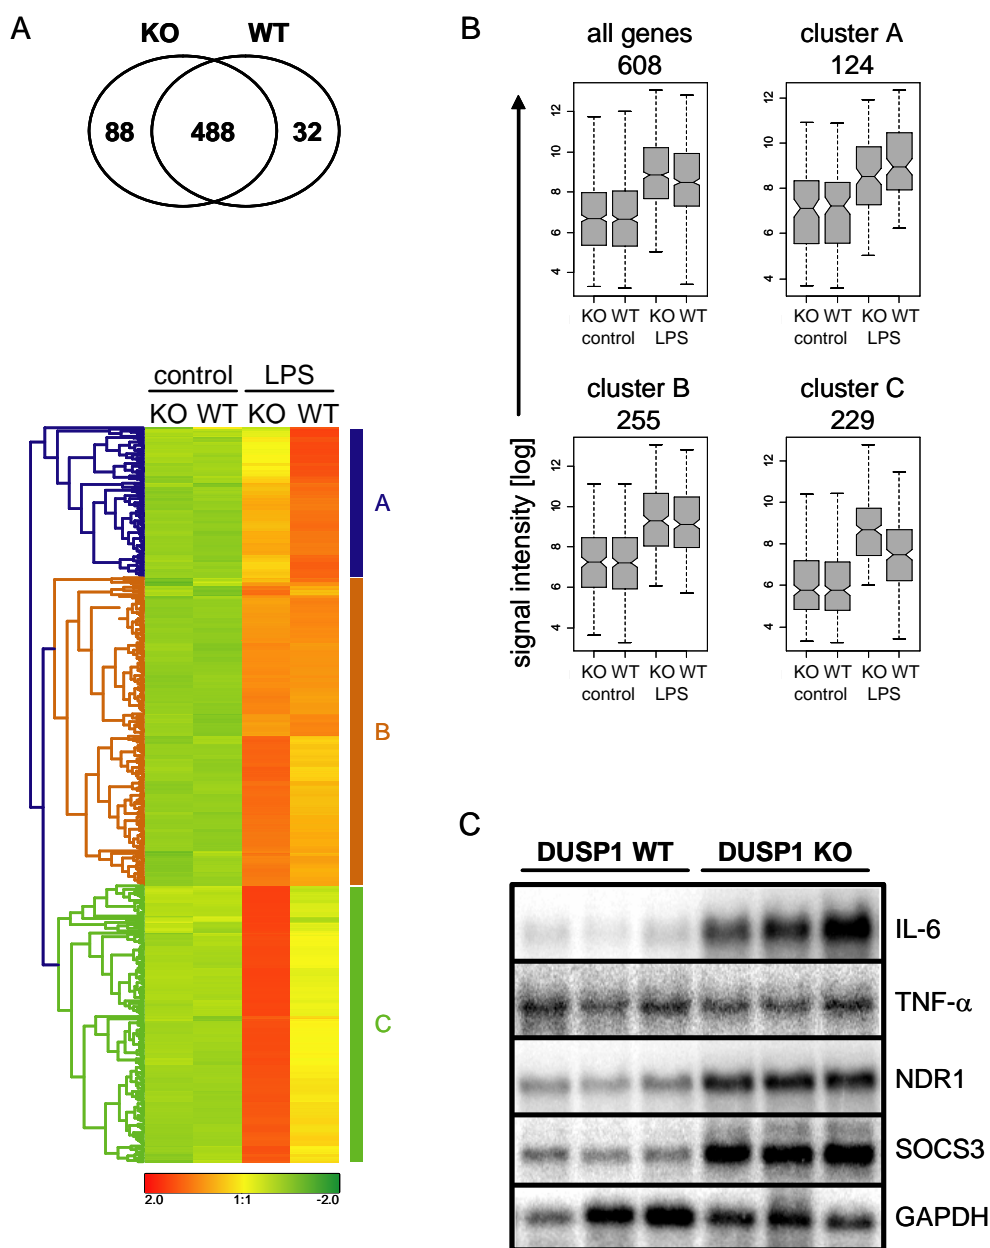 A
KO WT
88 488 32
control LPS
KO WT KO WT
A
B
C
2.0 1:1 -2.0
B
signal intensity [log]
all genes
608
12
10
8
6
4
KO WT KO WT
control LPS
cluster A
124
12
10
8
6
4
KO WT KO WT
control LPS
cluster B
255
12
10
8
6
4
KO WT KO WT
control LPS
cluster C
229
12
10
8
6
4
KO WT KO WT
control LPS
C
DUSP1 WT DUSP1 KO
IL-6
TNF-α
NDR1
SOCS3
GAPDH